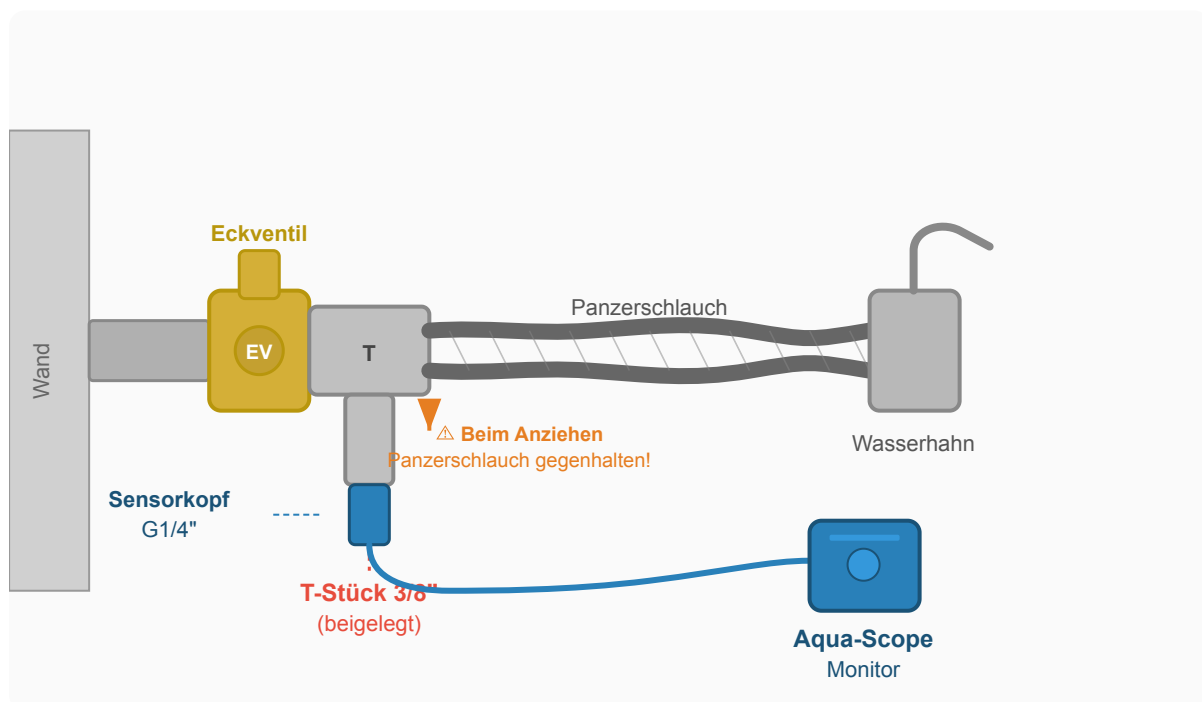 Eckventil
Panzerschlauch
Wand
EV
T
⚠ Beim Anziehen
Panzerschlauch gegenhalten!
Wasserhahn
Sensorkopf
G1/4"
T-Stück 3/8"
(beigelegt)
Aqua-Scope
Monitor